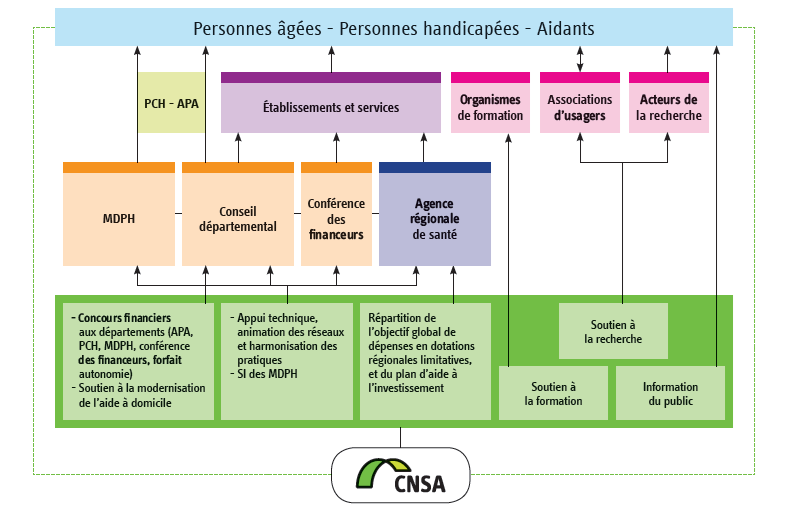 Personnes âgées - Personnes handicapées - Aidants
PCH - APA
Établissements et services
Organismes
de formation
Associations
d'usagers
Acteurs de
la recherche
MDPH
Conseil
départemental
Conférence
des
financeurs
Agence
régionale
de santé
- Concours financiers
aux départements (APA,
PCH, MDPH, conférence
des financeurs, forfait
autonomie)
- Soutien à la modernisation
de l'aide à domicile
- Appui technique,
animation des réseaux
et harmonisation des
pratiques
- SI des MDPH
Répartition de
l'objectif global de
dépenses en dotations
régionales limitatives,
et du plan d'aide à
l'investissement
Soutien à
la recherche
Soutien à
la formation
Information
du public
CNSA